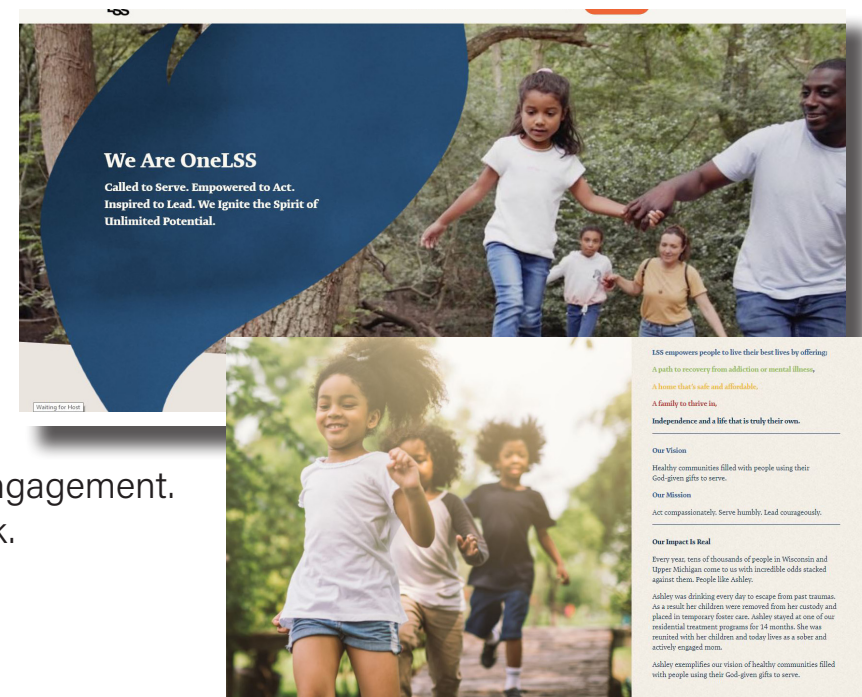 LSS
We Are OneLSS
Called to Serve. Empowered to Act.
Inspired to Lead. We Ignite the Spirit of
Unlimited Potential.
Waiting for Host
ngagement.
k.
LSS empowers people to live their best lives by offering:
A path to recovery from addiction or mental illness,
A home that's safe and affordable,
A family to thrive in,
Independence and a life that is truly their own.
Our Vision
Healthy communities filled with people using their
God-given gifts to serve.
Our Mission
Act compassionately. Serve humbly. Lead courageously.
Our Impact Is Real
Every year, tens of thousands of people in Wisconsin and
Upper Michigan come to us with incredible odds stacked
against them. People like Ashley.
Ashley was drinking every day to escape from past traumas.
As a result her children were removed from her custody and
placed in temporary foster care. Ashley stayed at one of our
residential treatment programs for 14 months. She was
reunited with her children and today lives as a sober and
actively engaged mom.
Ashley exemplifies our vision of healthy communities filled
with people using their God-given gifts to serve.